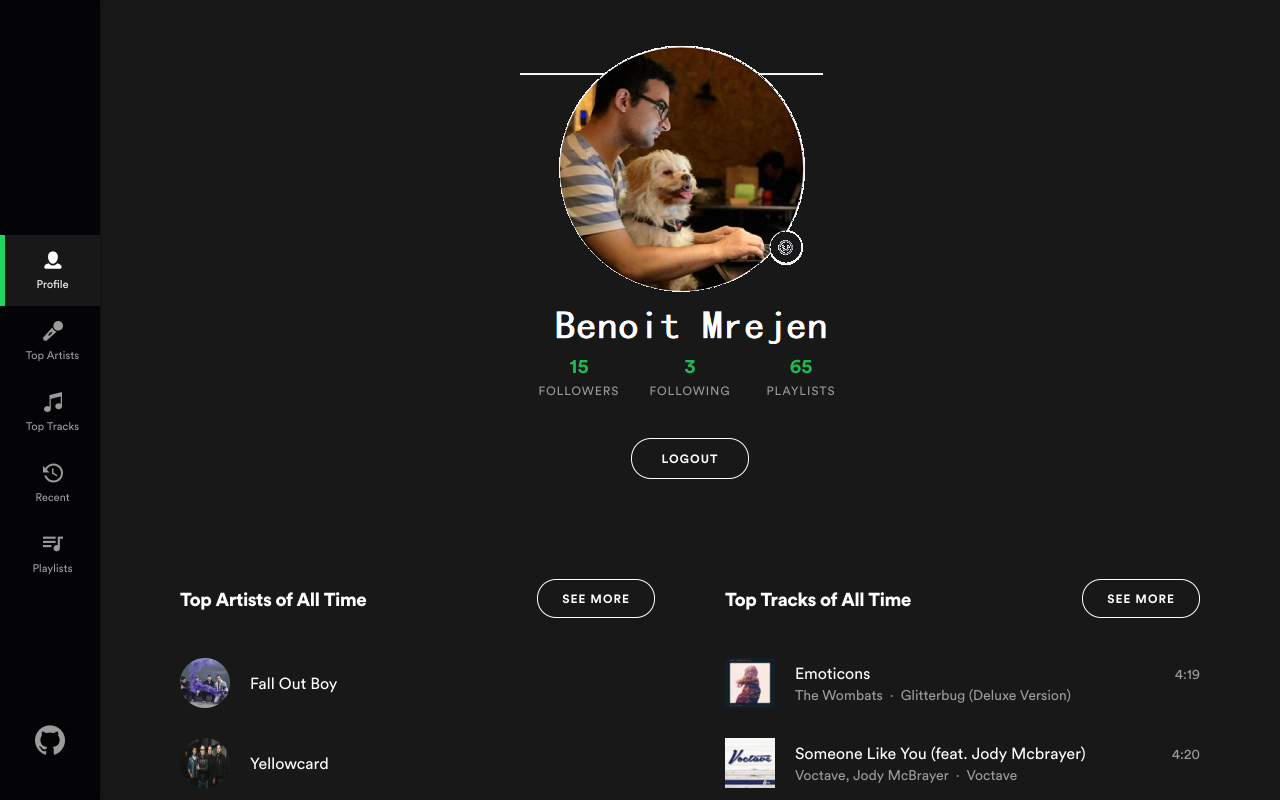 Profile
Top Artists
Top Tracks
Recent
Playlists
Benoit Mrejen
15 3 65
FOLLOWERS FOLLOWING PLAYLISTS
LOGOUT
Top Artists of All Time
SEE MORE
Fall Out Boy
Yellowcard
Top Tracks of All Time
SEE MORE
Emoticons
4:19
The Wombats · Glitterbug (Deluxe Version)
Voctave
Someone Like You (feat. Jody Mcbrayer)
4:20
Voctave, Jody McBrayer · Voctave